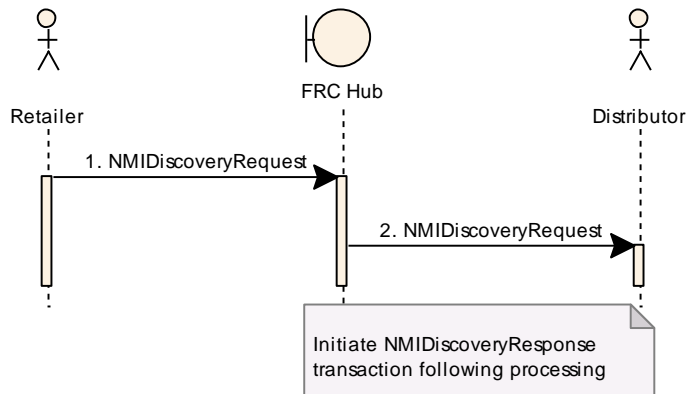 FRC Hub
Retailer
Distributor
1. NMIDiscoveryRequest
2. NMIDiscoveryRequest
Initiate NMIDiscoveryResponse
transaction following processing